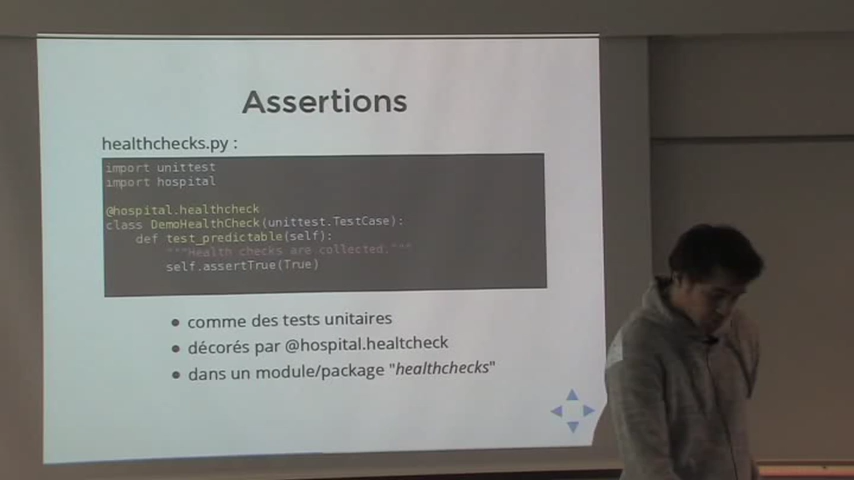 Assertions
healthchecks.py :
import unittest
import hospital
@hospital.healthcheck
class DemoHealthCheck(unittest.TestCase):
def test_predictable(self):
"""Health checks are collected."""
self.assertTrue(True)
• comme des tests unitaires
• décorés par @hospital.healtcheck
• dans un module/package "healthchecks"